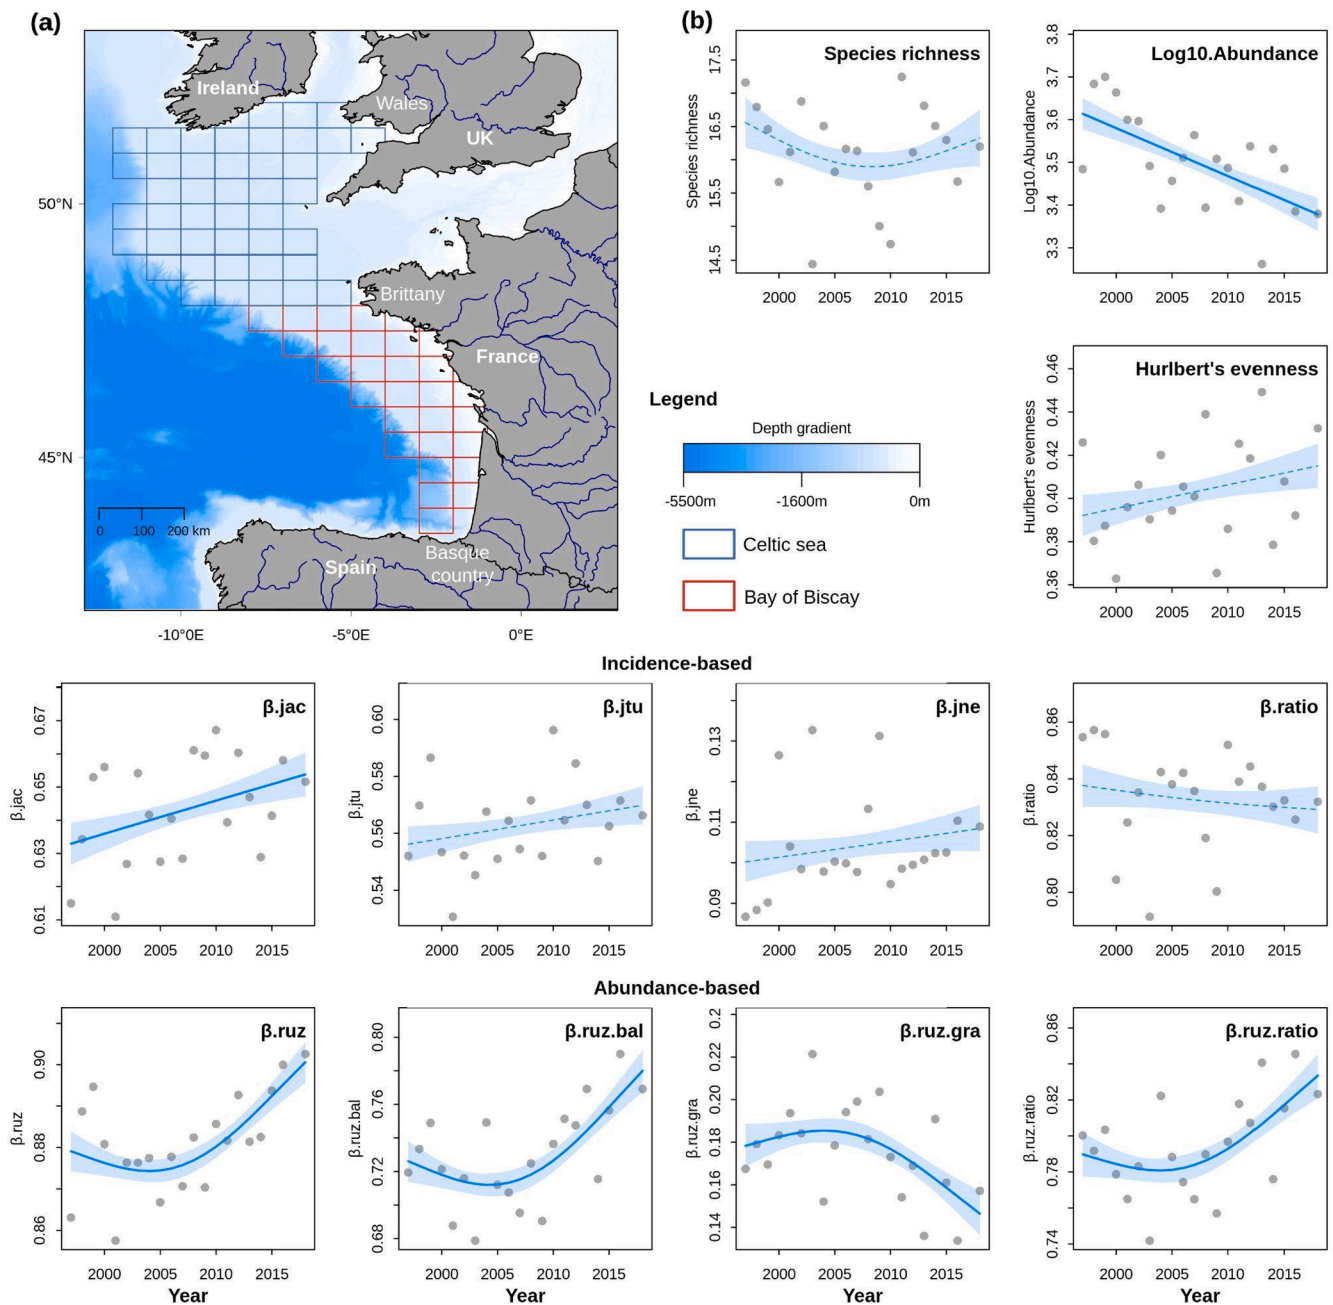 (a)
Ireland
Wales
UK
50°N
Brittany
France
45°N
0 100 200 km
Basque
country
Spain
-10°0E -5°0E 0°E
Legend
Depth gradient
-5500m -1600m 0m
Celtic sea
Bay of Biscay
(b)
Species richness
Species richness
14.5 15.5 16.5 17.5
2000 2005 2010 2015
Log10.Abundance
Log10.Abundance
3.3 3.4 3.5 3.6 3.7 3.8
2000 2005 2010 2015
Hurlbert's evenness
Hurlbert's evenness
0.36 0.38 0.40 0.42 0.44 0.46
2000 2005 2010 2015
Incidence-based
β.jac
β.jac
0.61 0.63 0.65 0.67
2000 2005 2010 2015
β.jtu
β.jtu
0.54 0.56 0.58 0.60
2000 2005 2010 2015
β.jne
β.jne
0.09 0.11 0.13
2000 2005 2010 2015
β.ratio
β.ratio
0.80 0.82 0.84 0.86
2000 2005 2010 2015
Abundance-based
β.ruz
β.ruz
0.86 0.88 0.90
2000 2005 2010 2015
Year
β.ruz.bal
β.ruz.bal
0.68 0.72 0.76 0.80
2000 2005 2010 2015
Year
β.ruz.gra
β.ruz.gra
0.14 0.16 0.18 0.20 0.22 0.2
2000 2005 2010 2015
Year
β.ruz.ratio
β.ruz.ratio
0.74 0.78 0.82 0.86
2000 2005 2010 2015
Year